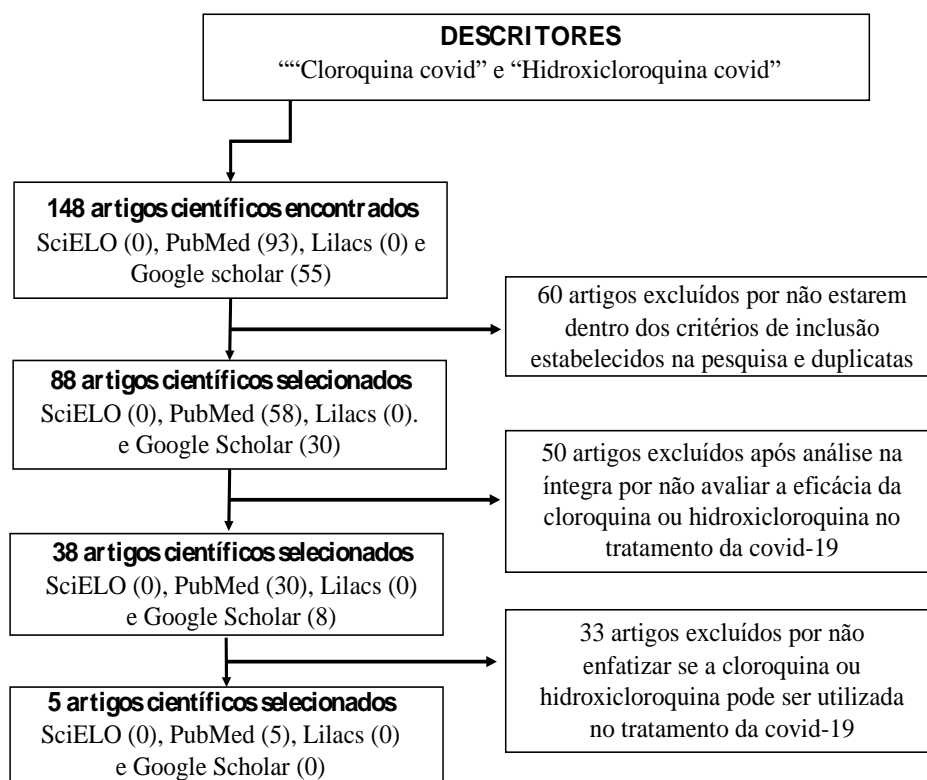 DESCRITORES
““Cloroquina covid” e “Hidroxicloroquina covid”
148 artigos científicos encontrados
SciELO (0), PubMed (93), Lilacs (0) e
Google scholar (55)
60 artigos excluídos por não estarem
dentro dos critérios de inclusão
estabelecidos na pesquisa e duplicatas
88 artigos científicos selecionados
SciELO (0), PubMed (58), Lilacs (0).
e Google Scholar (30)
50 artigos excluídos após análise na
íntegra por não avaliar a eficácia da
cloroquina ou hidroxicloroquina no
tratamento da covid-19
38 artigos científicos selecionados
SciELO (0), PubMed (30), Lilacs (0)
e Google Scholar (8)
33 artigos excluídos por não
enfatizar se a cloroquina ou
hidroxicloroquina pode ser utilizada
no tratamento da covid-19
5 artigos científicos selecionados
SciELO (0), PubMed (5), Lilacs (0)
e Google Scholar (0)